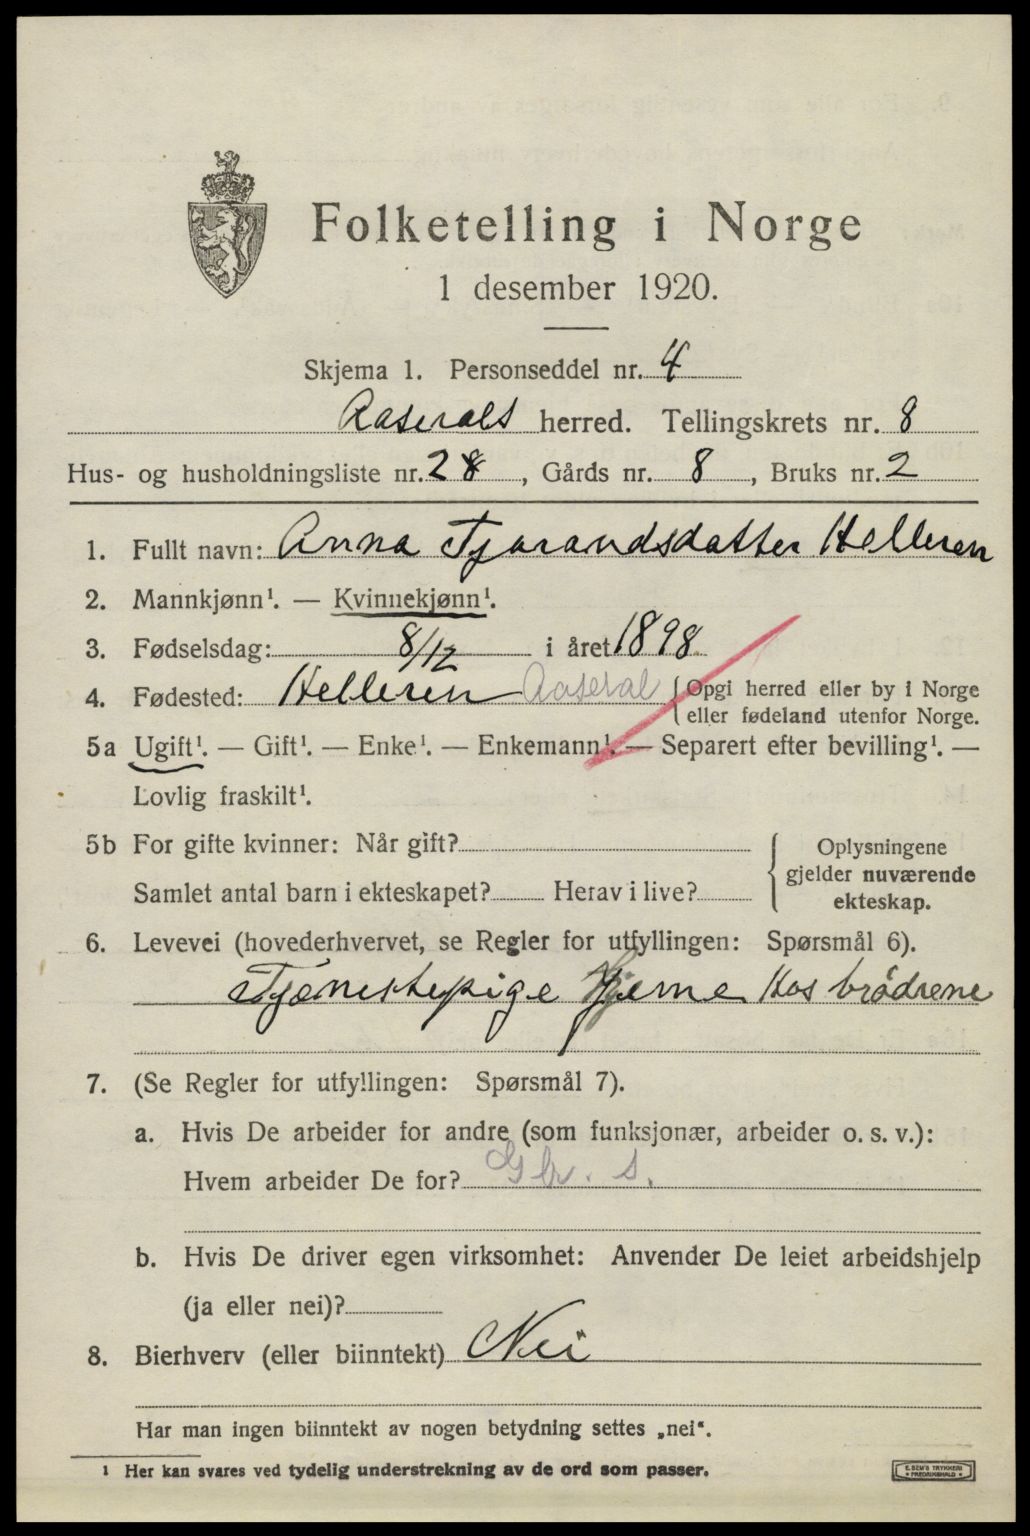 Folketelling i Norge
1 desember 1920.
Skjema 1. Personseddel nr. 4
Aaserals herred. Tellingskrets nr. 8
Hus- og husholdningsliste nr. 28, Gårds nr. 8, Bruks nr. 2
1. Fullt navn: Anna Tjarandsdatter Helleren
2. Mannkjønn¹. — Kvinnekjønn¹.
3. Fødselsdag: 8/12 i året 1898
4. Fødested: Helleren Aaseral {Opgi herred eller by i Norge
eller fødeland utenfor Norge.
5a Ugift¹. — Gift¹. — Enke¹. — Enkemann¹. — Separert efter bevilling¹. —
Lovlig fraskilt¹.
5b For gifte kvinner: Når gift?
Samlet antal barn i ekteskapet? Herav i live?
Oplysningene
gjelder nuværende
ekteskap.
6. Levevei (hovederhvervet, se Regler for utfyllingen: Spørsmål 6).
Tjenestepige Hjeme Hos brödrene
7. (Se Regler for utfyllingen: Spørsmål 7).
a. Hvis De arbeider for andre (som funksjonær, arbeider o. s. v.):
Hvem arbeider De for? Gbr. s.
b. Hvis De driver egen virksomhet: Anvender De leiet arbeidshjelp
(ja eller nei)?
8. Bierhverv (eller biinntekt) Nei
Har man ingen biinntekt av nogen betydning settes „nei“.
1 Her kan svares ved tydelig understrekning av de ord som passer.
E. SEM'S TRYKKERI
• FREDRIKSHALD •